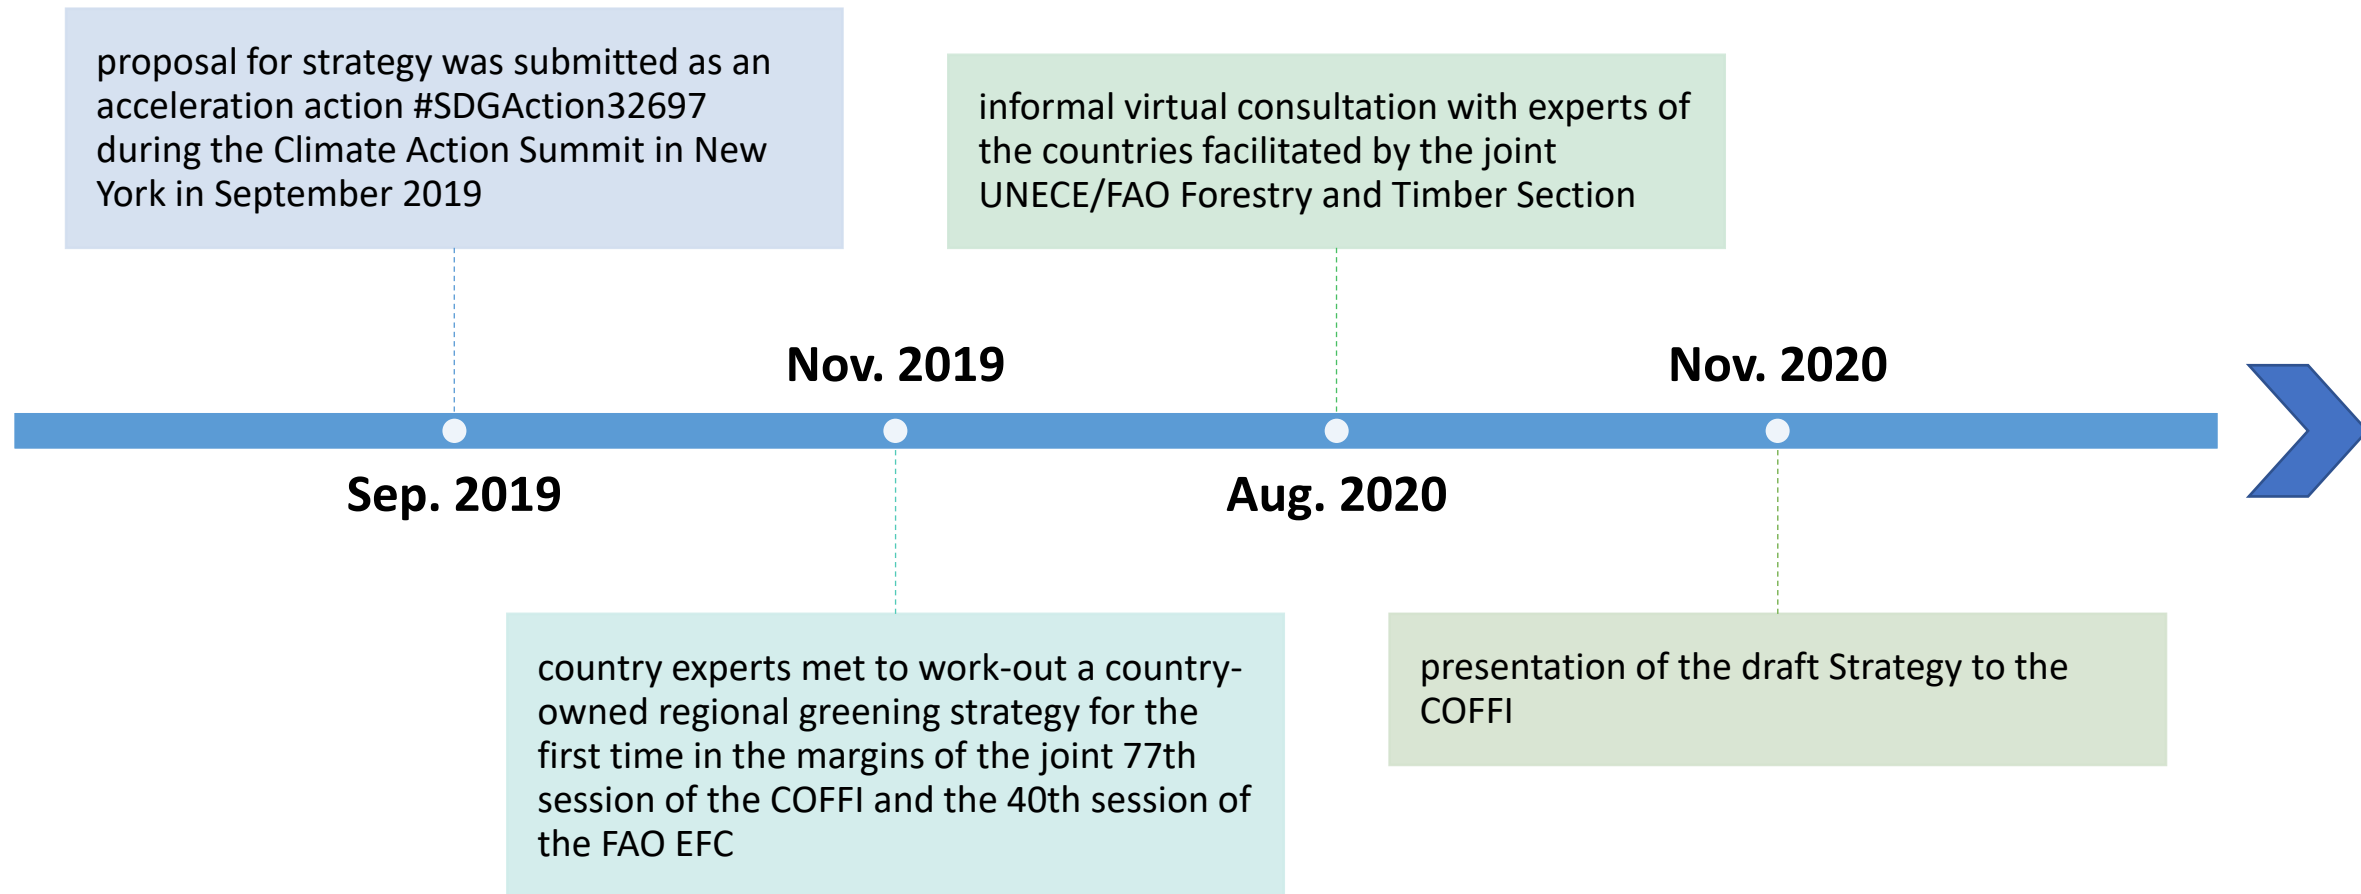 proposal for strategy was submitted as an
acceleration action #SDGAction32697
during the Climate Action Summit in New
York in September 2019
informal virtual consultation with experts of
the countries facilitated by the joint
UNECE/FAO Forestry and Timber Section
Nov. 2019
Nov. 2020
Sep. 2019
Aug. 2020
country experts met to work-out a country-
owned regional greening strategy for the
first time in the margins of the joint 77th
session of the COFFI and the 40th session of
the FAO EFC
presentation of the draft Strategy to the
COFFI